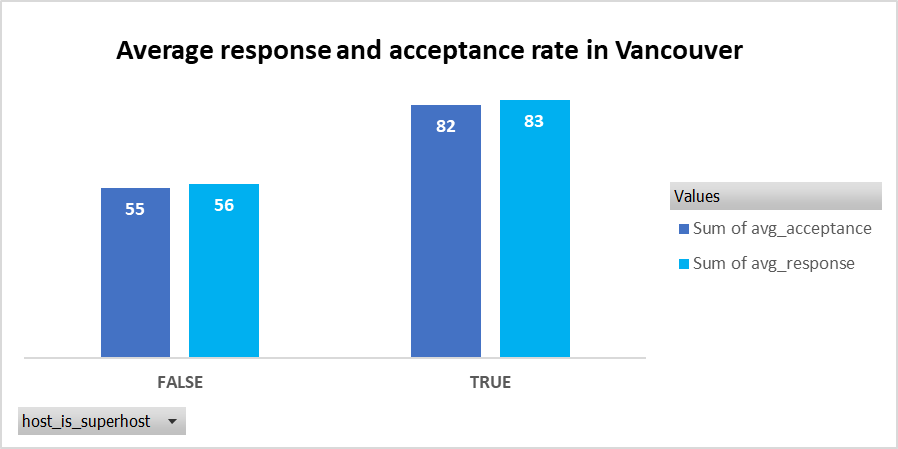 Average response and acceptance rate in Vancouver
55
56
82
83
FALSE
TRUE
Values
Sum of avg_acceptance
Sum of avg_response
host_is_superhost